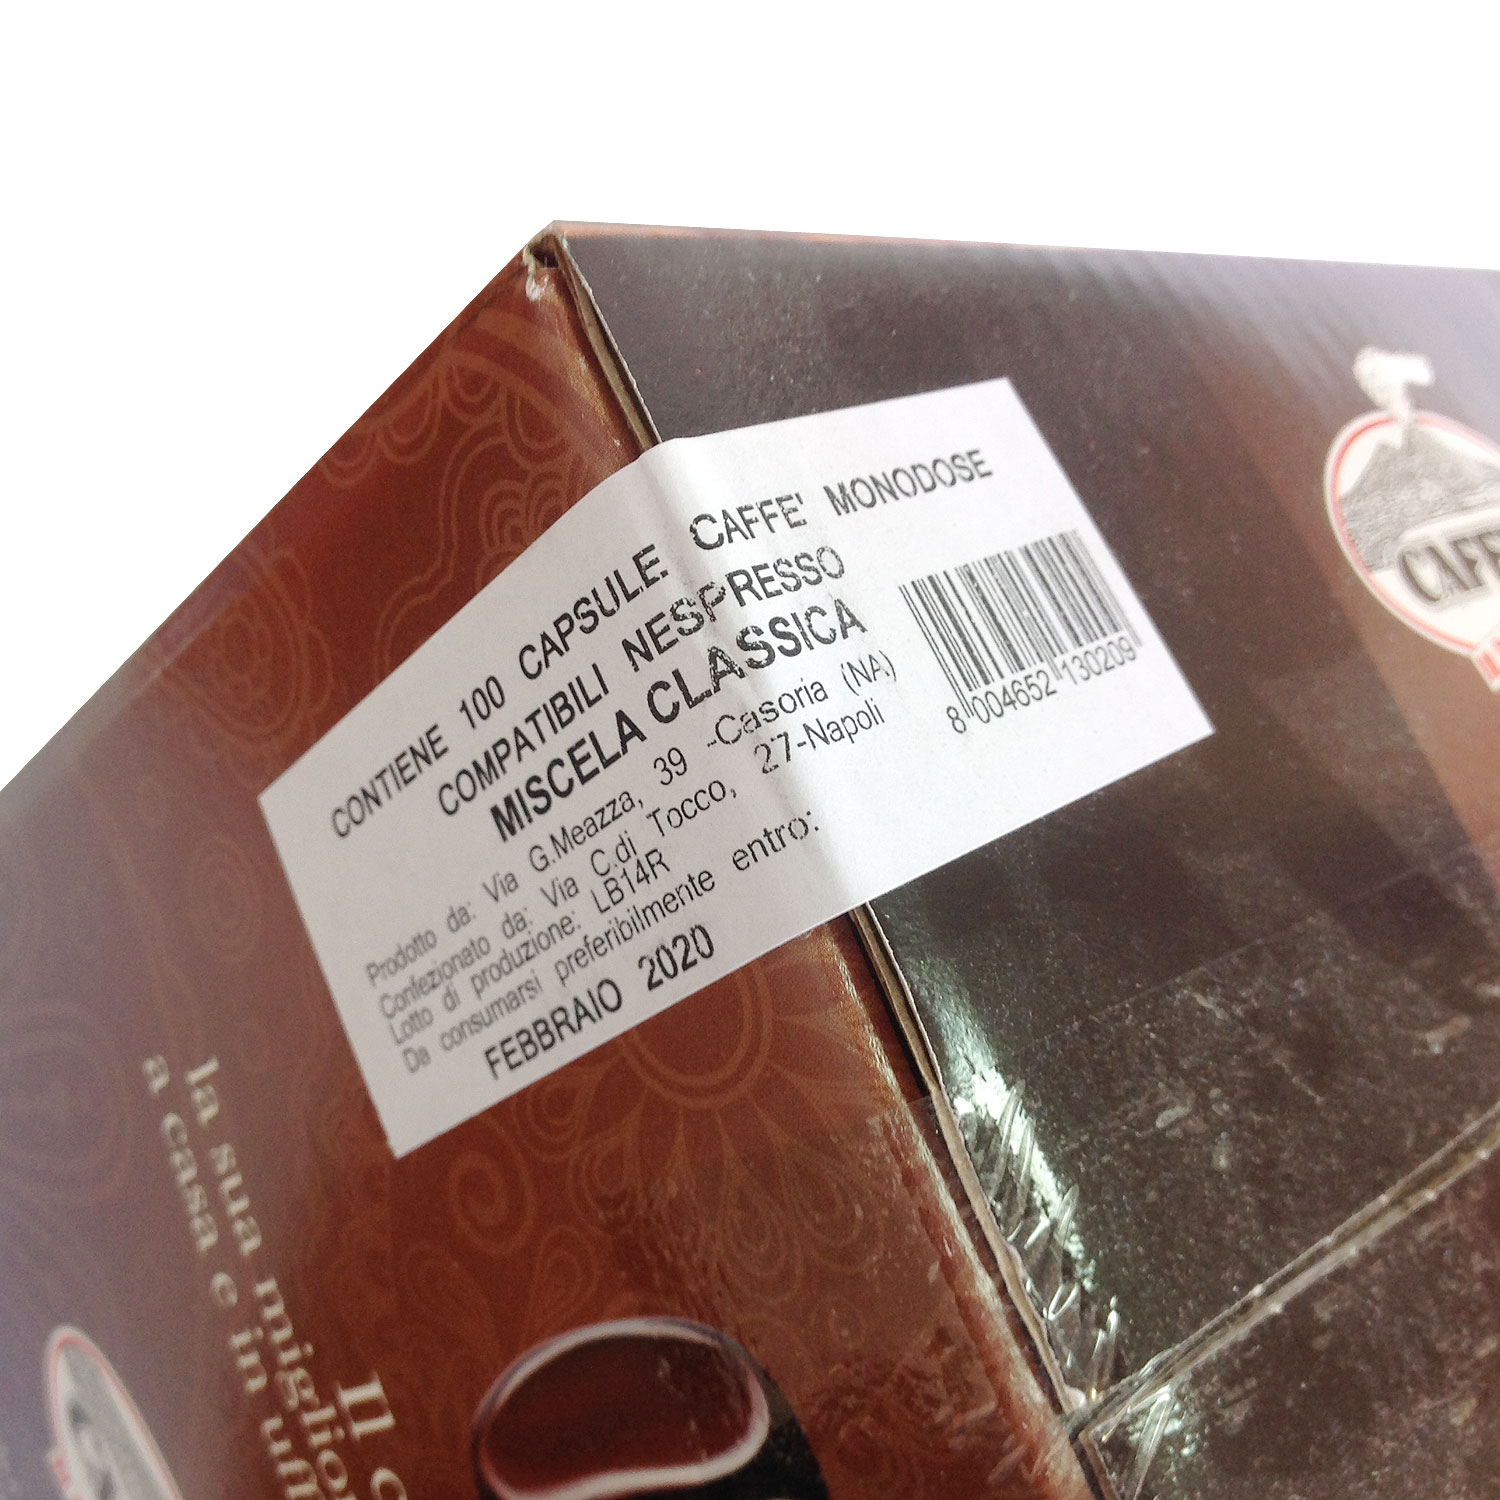 CONTIENE 100 CAPSULE CAFFE' MONODOSE
COMPATIBILI NESPRESSO
MISCELA CLASSICA
Prodotto da: Via G.Meazza, 39 -Casoria (NA)
Confezionato da: Via C.di Tocco, 27-Napoli
Lotto di produzione: LB14R
Da consumarsi preferibilmente entro:
FEBBRAIO 2020
8 004652 130209
CAFFE
Il
la sua
a casa e in